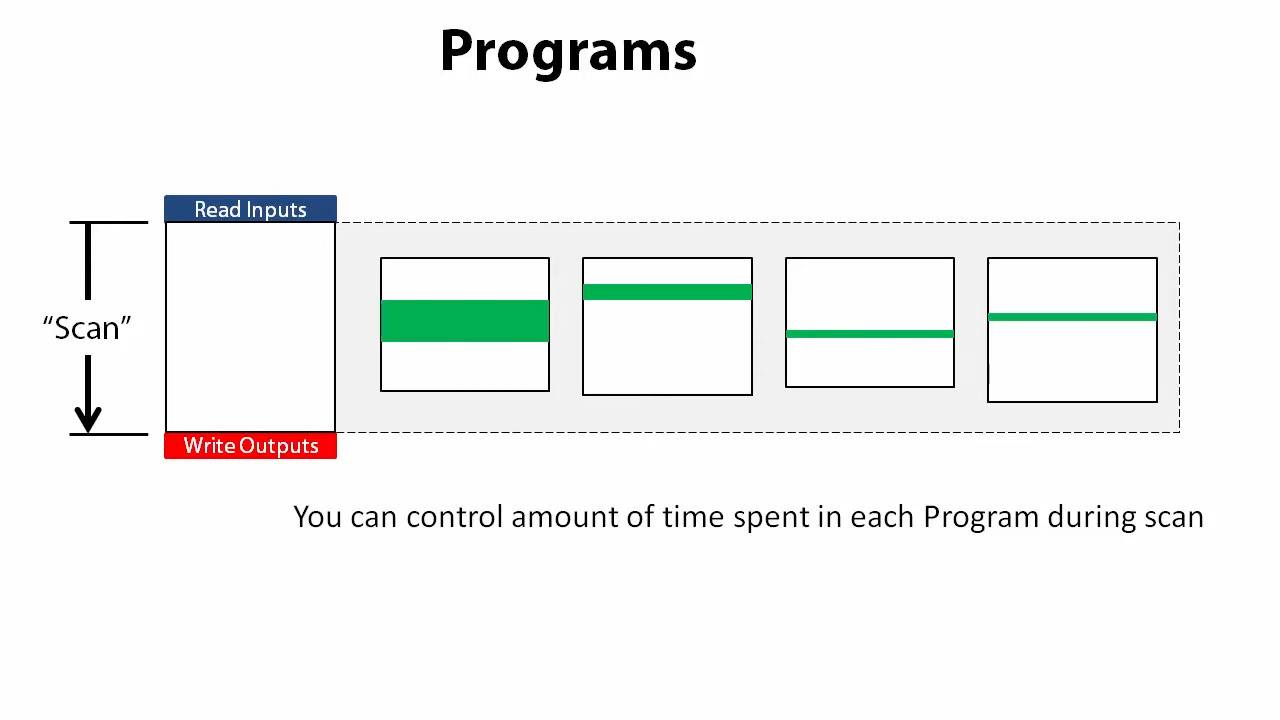 Programs
Read Inputs
“Scan”
Write Outputs
You can control amount of time spent in each Program during scan